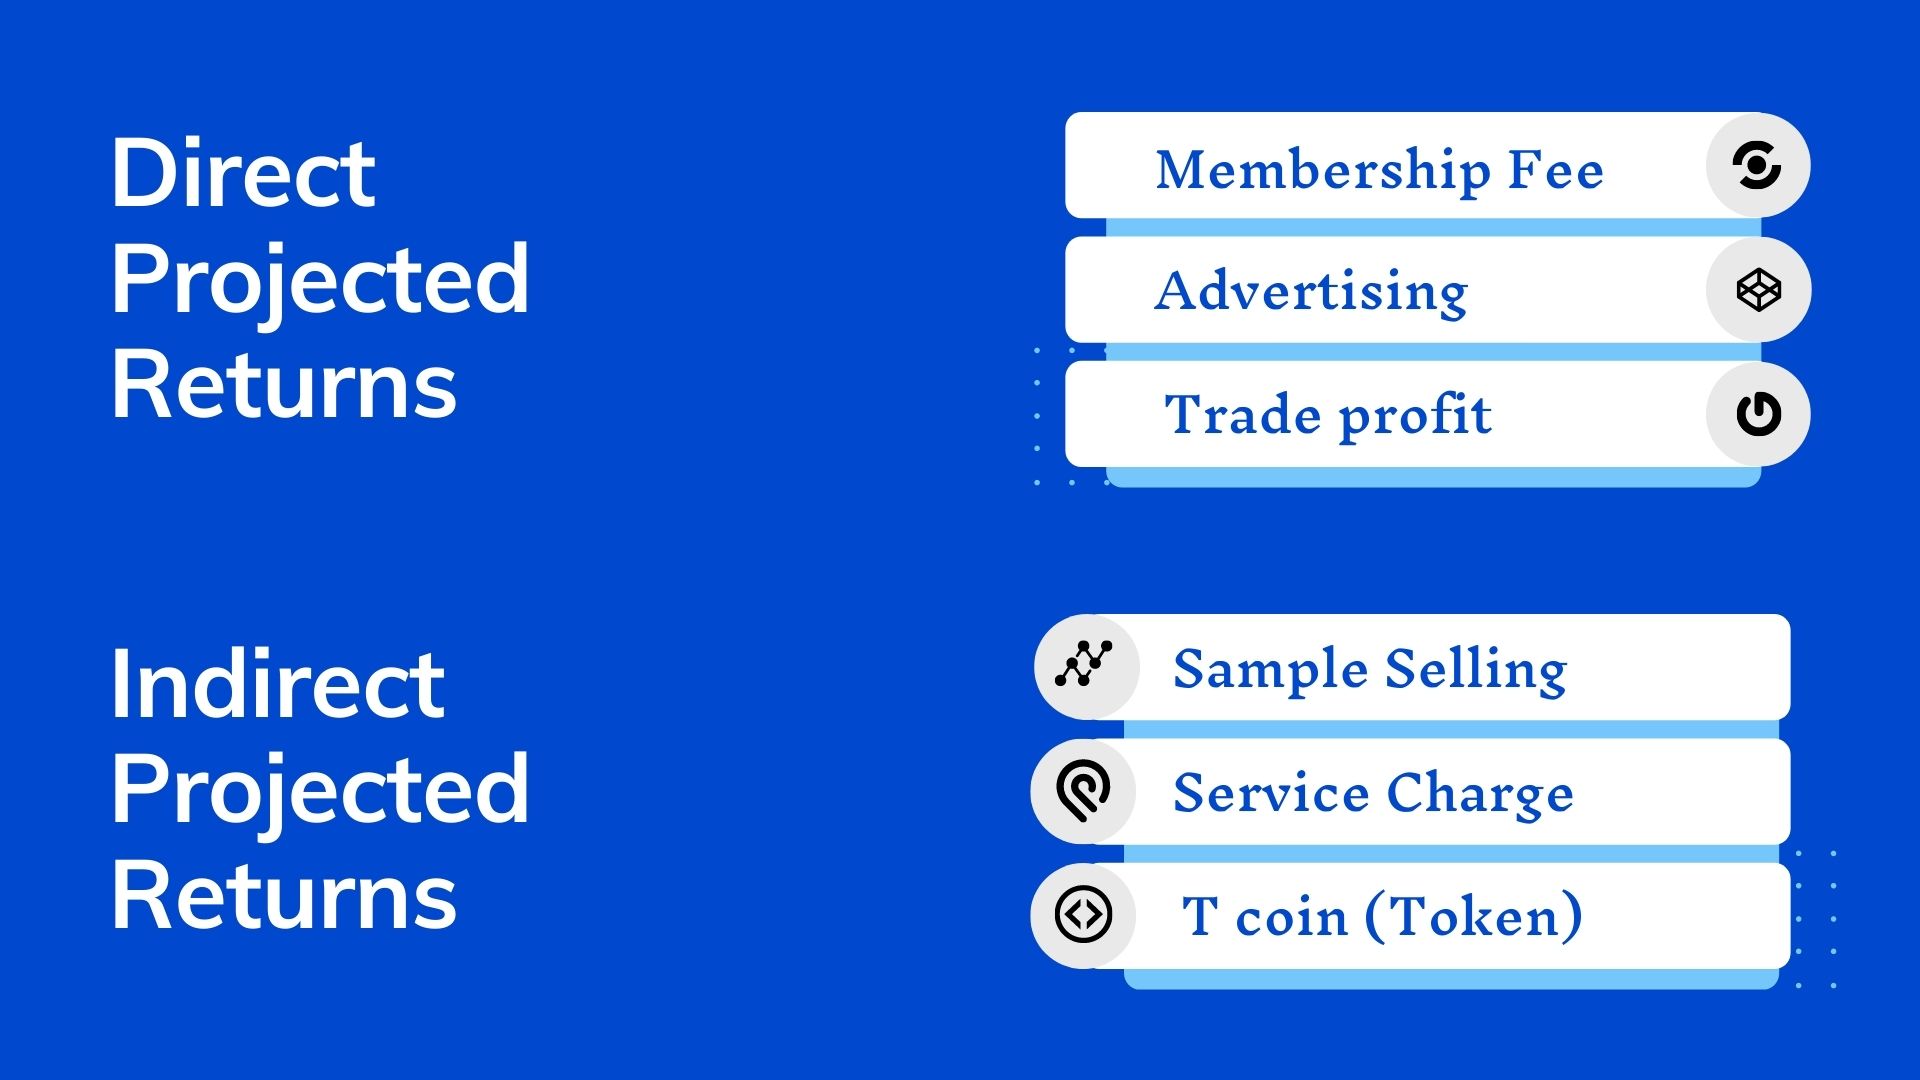 Direct
Projected
Returns
Membership Fee
Advertising
Trade profit
Indirect
Projected
Returns
Sample Selling
Service Charge
T coin (Token)